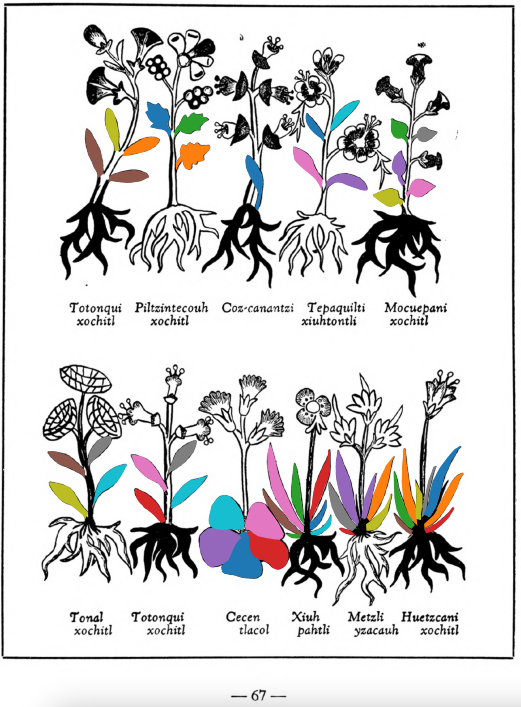 Totonqui Piltzintecouh Coz-canantzi Tepaquilti Mocuepani
xochitl xochitl xiuhtontli xochitl
Tonal Totonqui Cecen Xiuh Metzli Huetzcani
xochitl xochitl tlacol pahtli yzacauh xochitl
— 67 —